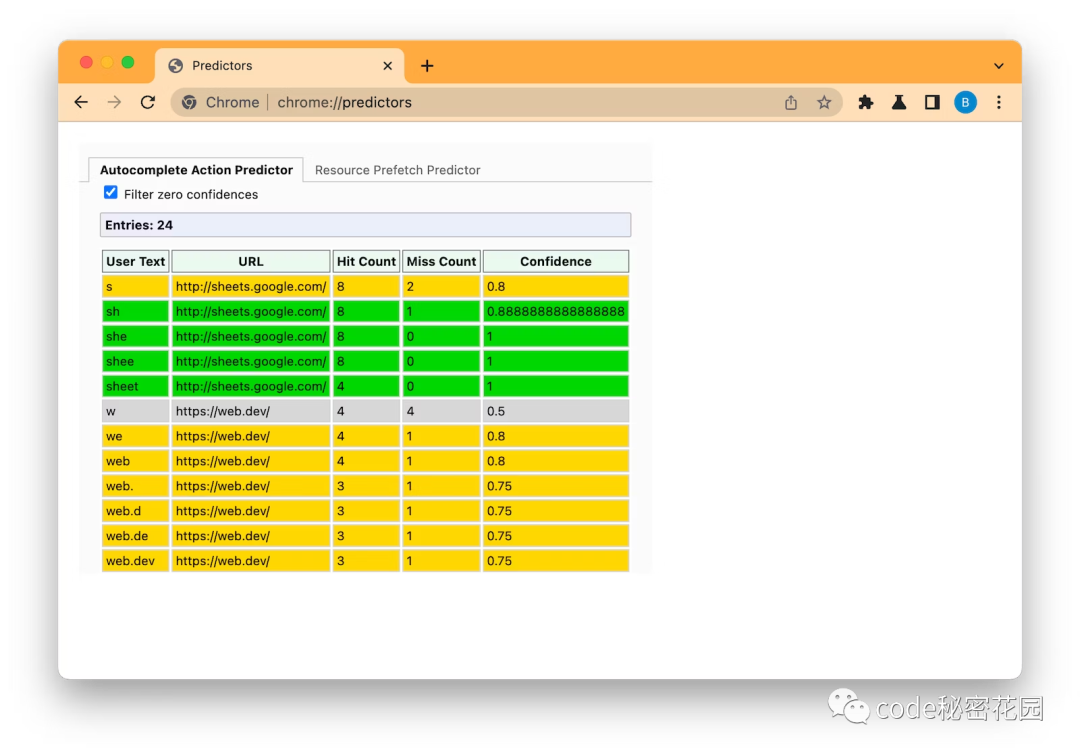 Predictors
Chrome | chrome://predictors
B
Autocomplete Action Predictor Resource Prefetch Predictor
Filter zero confidences
Entries: 24
User Text URL Hit Count Miss Count Confidence
s http://sheets.google.com/ 8 2 0.8
sh http://sheets.google.com/ 8 1 0.8888888888888888
she http://sheets.google.com/ 8 0 1
shee http://sheets.google.com/ 8 0 1
sheet http://sheets.google.com/ 4 0 1
w https://web.dev/ 4 4 0.5
we https://web.dev/ 4 1 0.8
web https://web.dev/ 4 1 0.8
web. https://web.dev/ 3 1 0.75
web.d https://web.dev/ 3 1 0.75
web.de https://web.dev/ 3 1 0.75
web.dev https://web.dev/ 3 1 0.75
code秘密花园